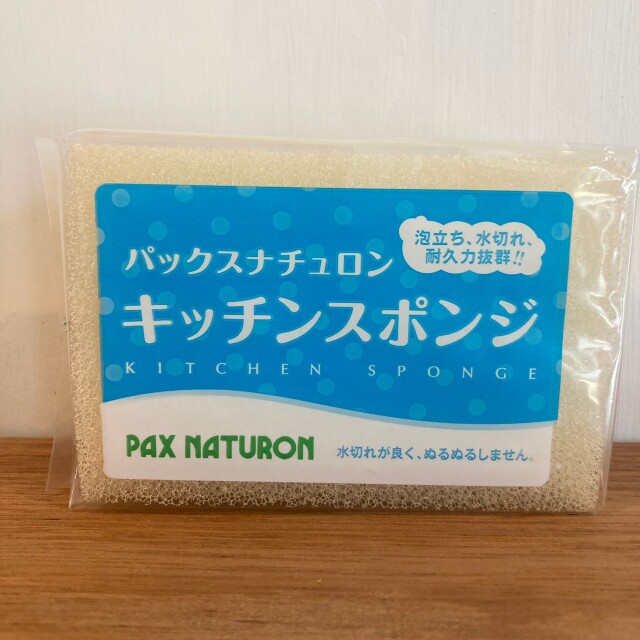 泡立ち、水切れ、
耐久力抜群!!
パックスナチュロン
キッチンスポンジ
KITCHEN SPONGE
PAX NATURON
水切れが良く、ぬるぬるしません。